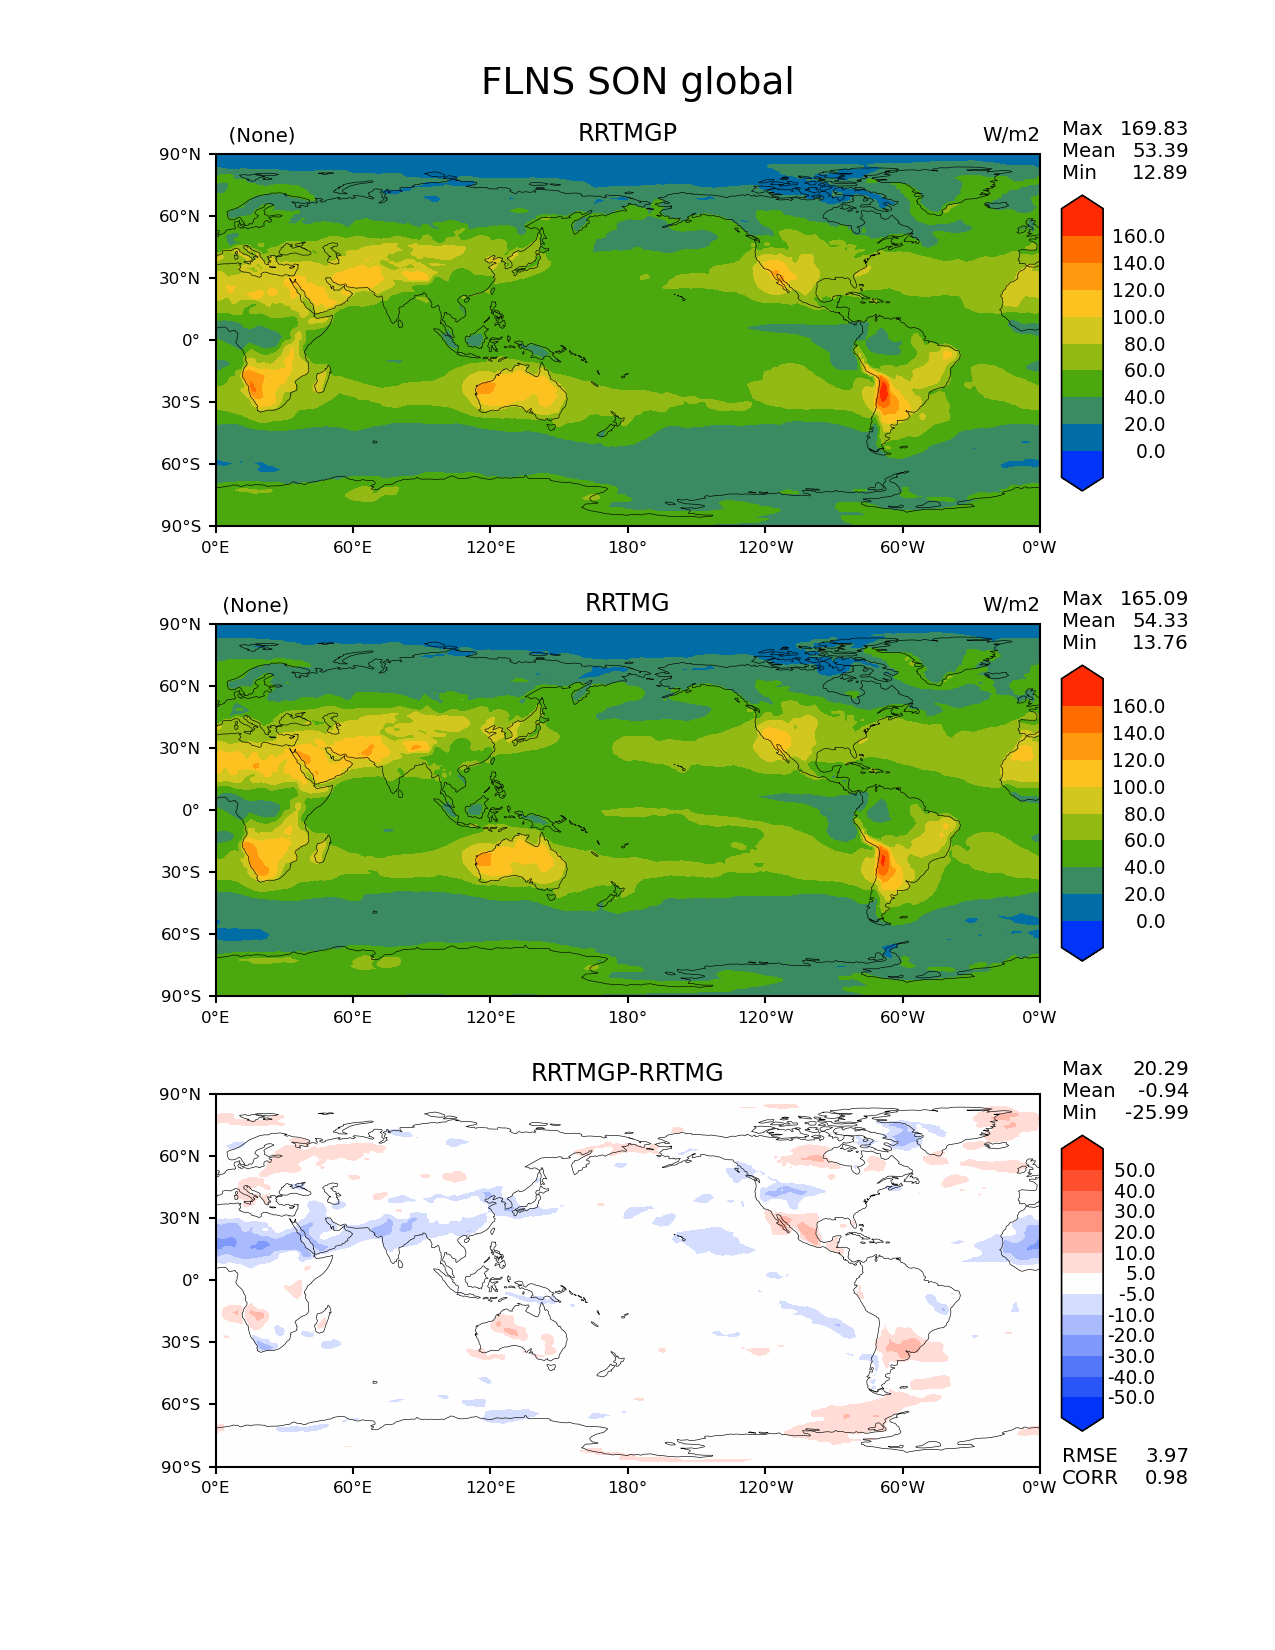 FLNS SON global
(None) RRTMGP W/m2
Max 169.83
Mean 53.39
Min 12.89
90°N
60°N
30°N
0°
30°S
60°S
90°S
0°E 60°E 120°E 180° 120°W 60°W 0°W
160.0
140.0
120.0
100.0
80.0
60.0
40.0
20.0
0.0
(None) RRTMG W/m2
Max 165.09
Mean 54.33
Min 13.76
90°N
60°N
30°N
0°
30°S
60°S
90°S
0°E 60°E 120°E 180° 120°W 60°W 0°W
160.0
140.0
120.0
100.0
80.0
60.0
40.0
20.0
0.0
RRTMGP-RRTMG
Max 20.29
Mean -0.94
Min -25.99
90°N
60°N
30°N
0°
30°S
60°S
90°S
0°E 60°E 120°E 180° 120°W 60°W 0°W
50.0
40.0
30.0
20.0
10.0
5.0
-5.0
-10.0
-20.0
-30.0
-40.0
-50.0
RMSE 3.97
CORR 0.98